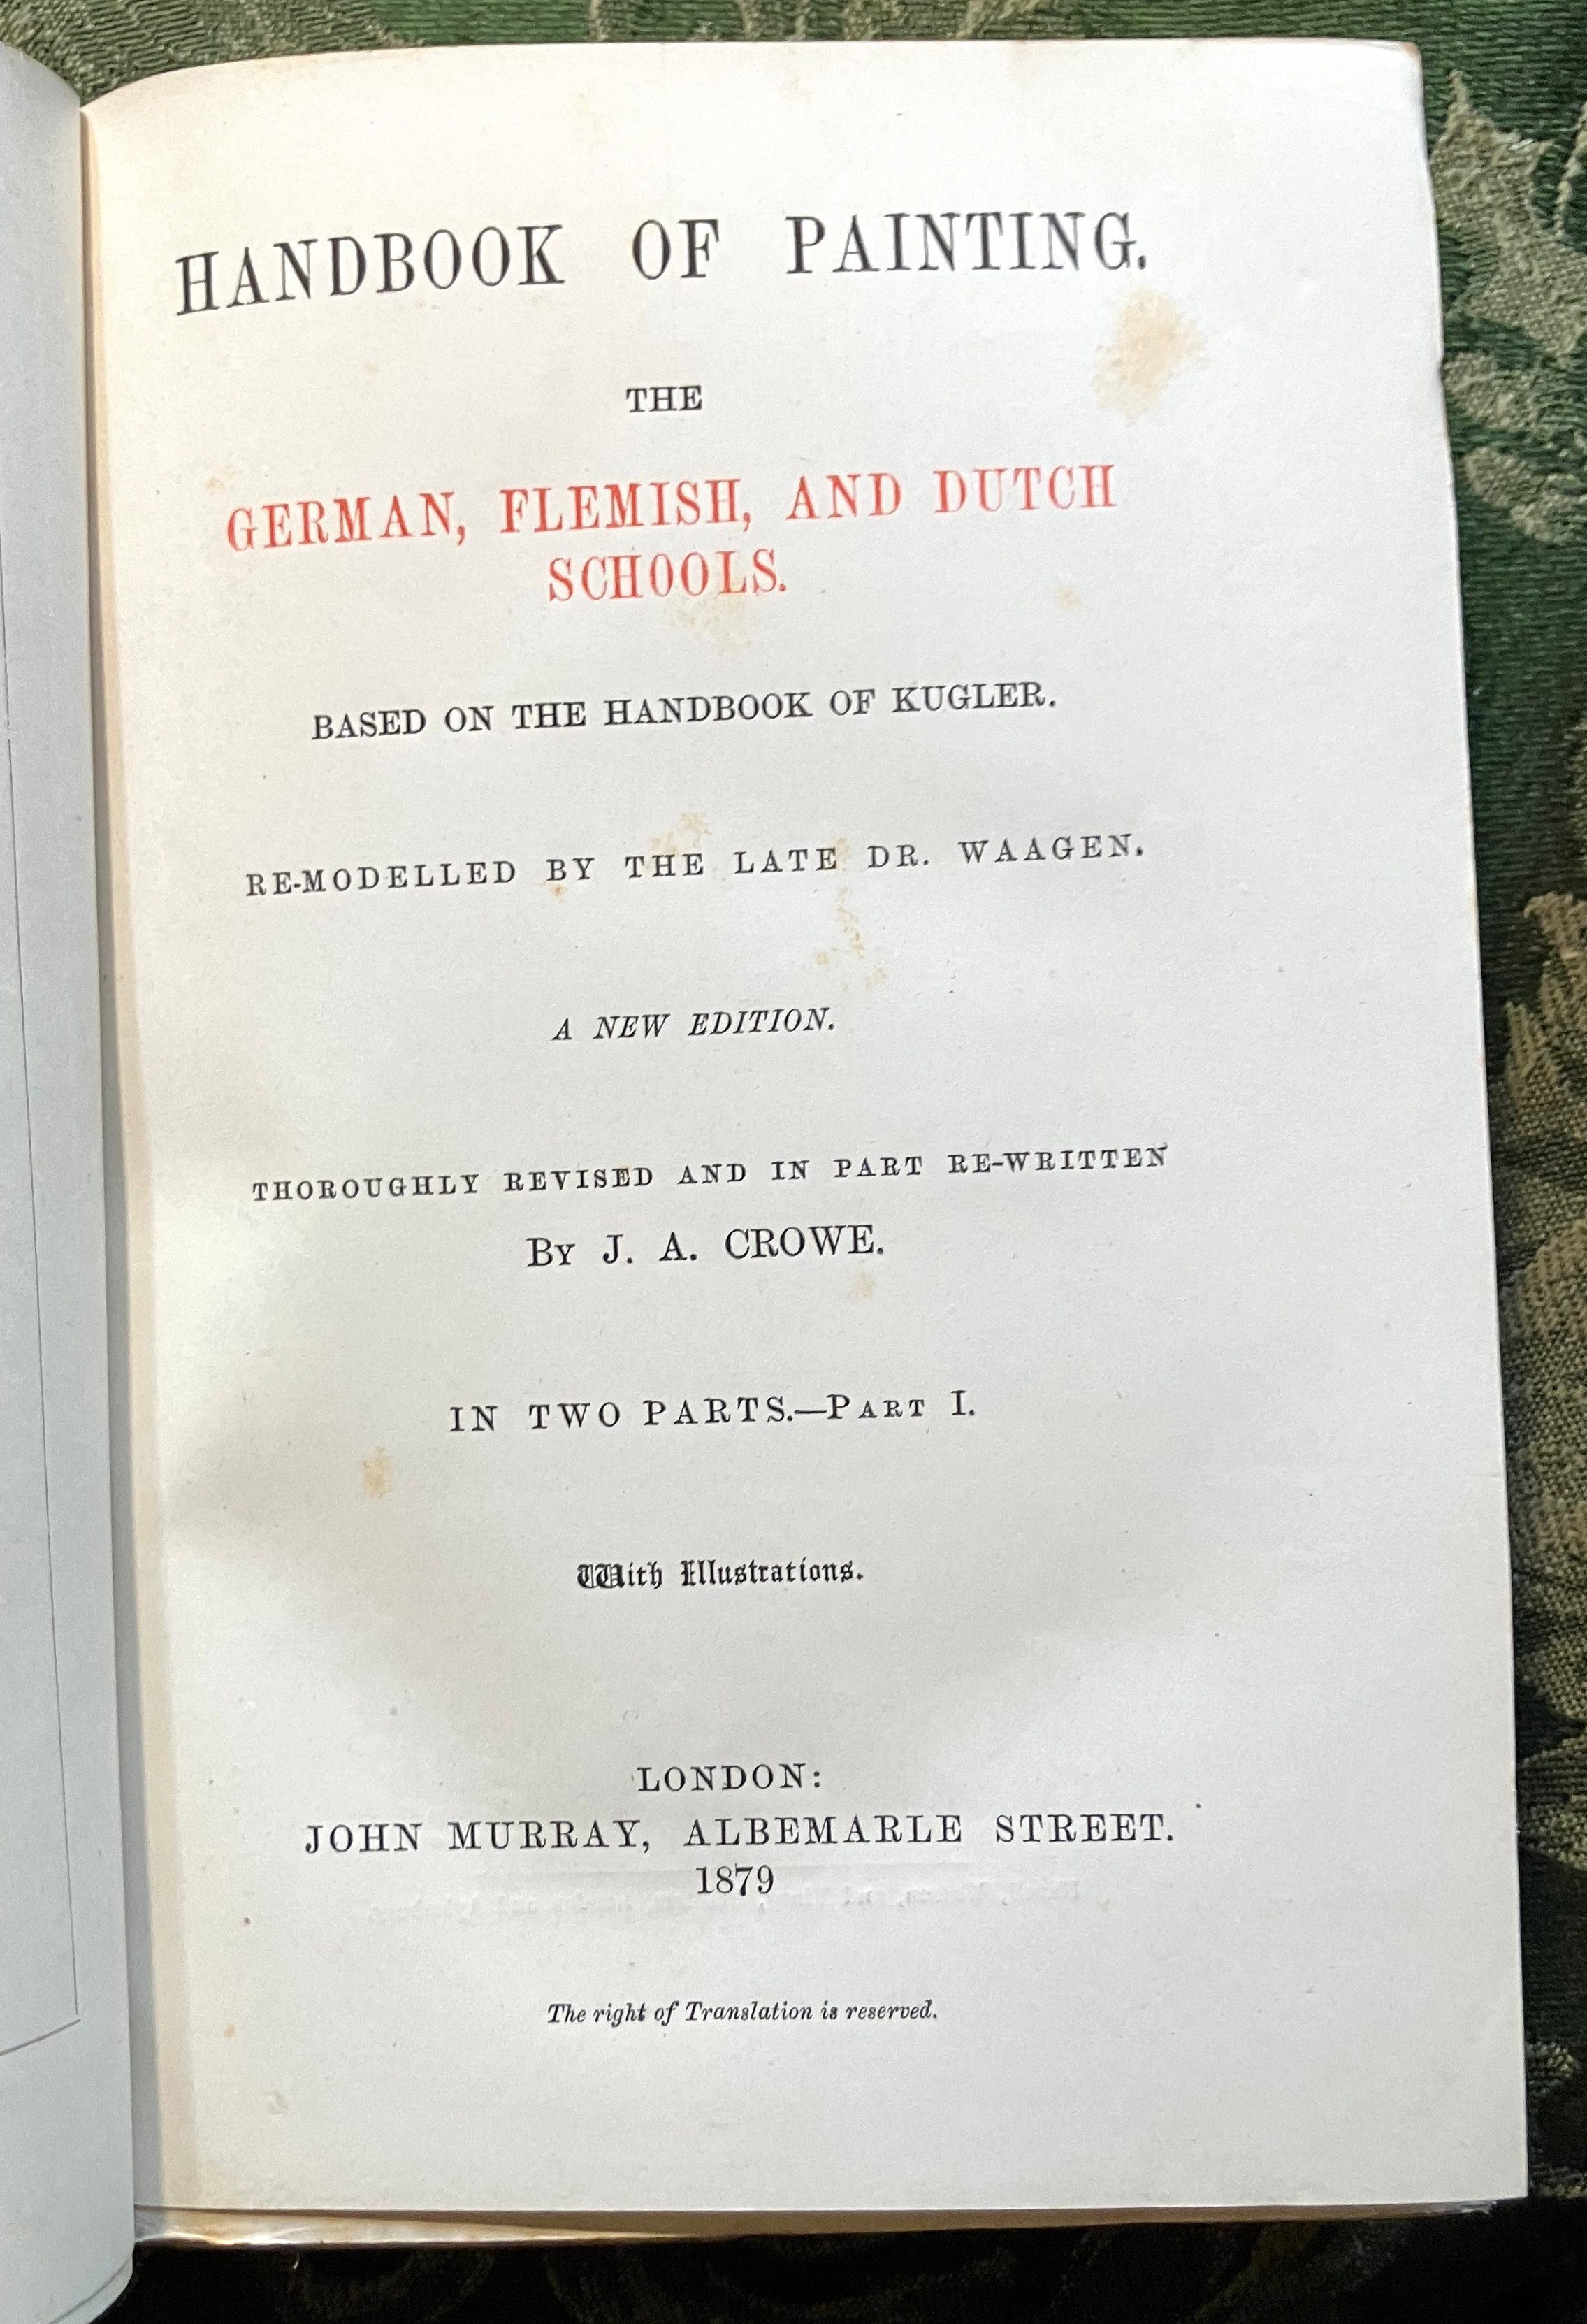 HANDBOOK OF PAINTING.
THE
GERMAN, FLEMISH, AND DUTCH
SCHOOLS.
BASED ON THE HANDBOOK OF KUGLER.
RE-MODELLED BY THE LATE DR. WAAGEN.
A NEW EDITION.
THOROUGHLY REVISED AND IN PART RE-WRITTEN
BY J. A. CROWE.
IN TWO PARTS.—PART I.
With Illustrations.
LONDON:
JOHN MURRAY, ALBEMARLE STREET.
1879
The right of Translation is reserved.